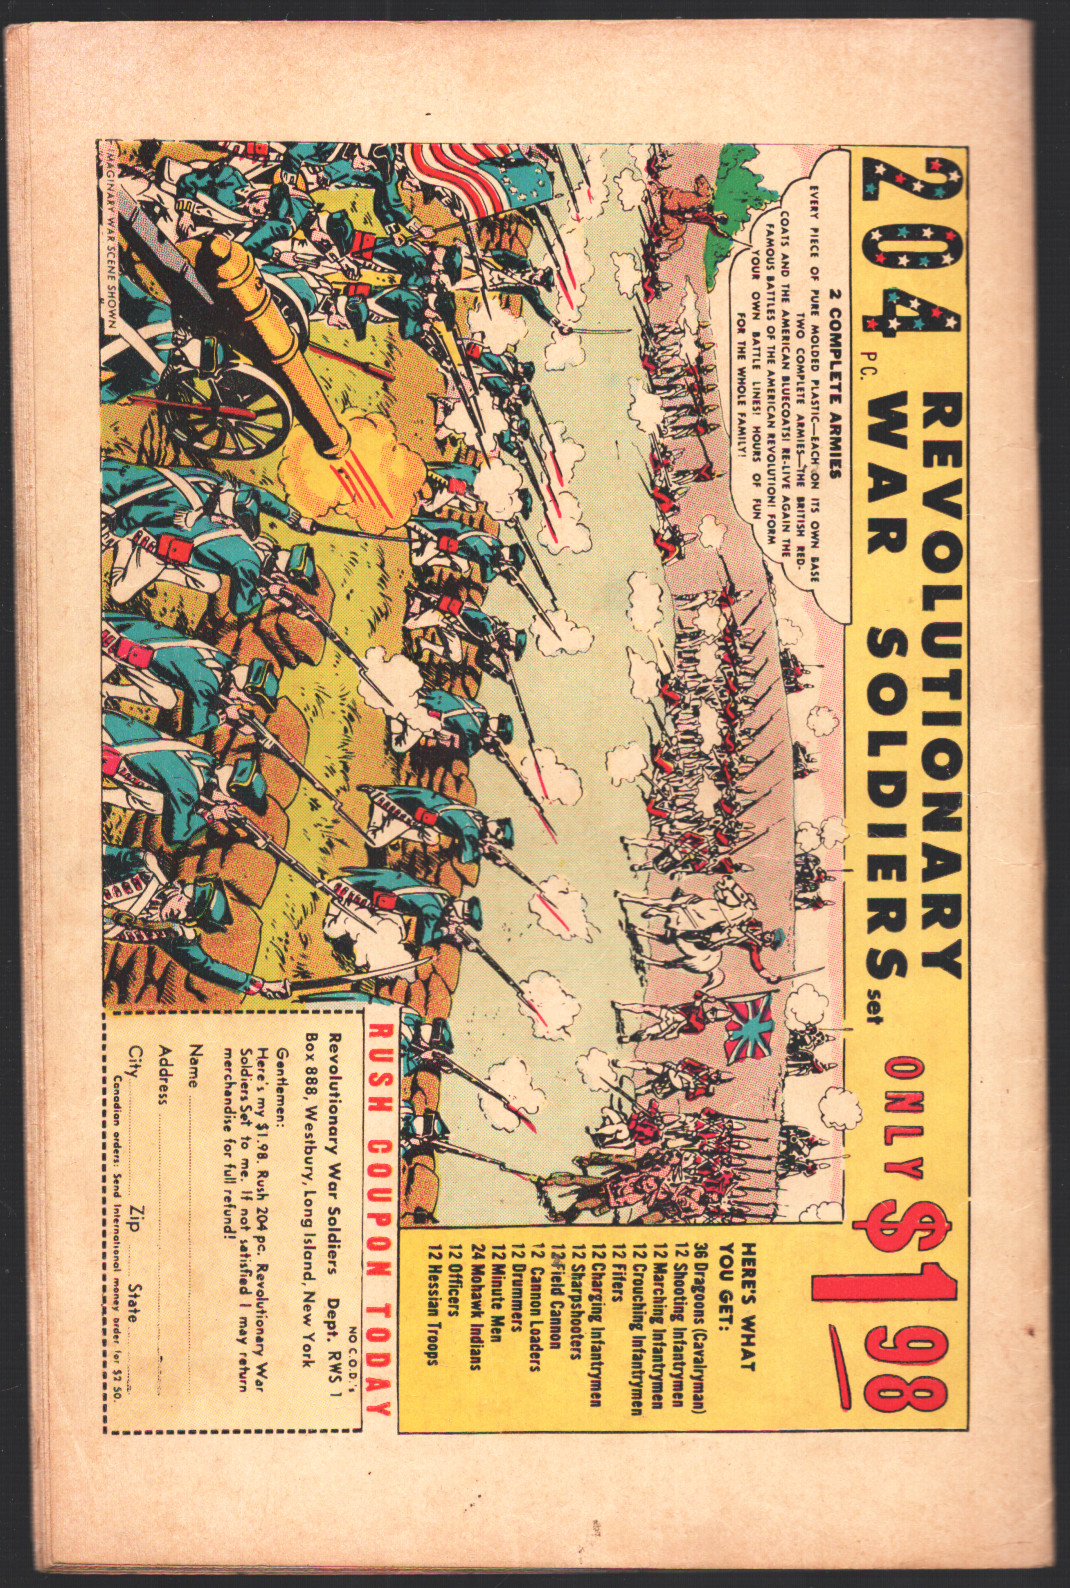 204 REVOLUTIONARY
PC. WAR SOLDIERS set
ONLY $1 98
2 COMPLETE ARMIES
EVERY PIECE OF PURE MOLDED PLASTIC—EACH ON ITS OWN BASE
TWO COMPLETE ARMIES—THE BRITISH RED-
COATS AND THE AMERICAN BLUECOATS! RE-LIVE AGAIN THE
FAMOUS BATTLES OF THE AMERICAN REVOLUTION! FORM
YOUR OWN BATTLE LINES! HOURS OF FUN
FOR THE WHOLE FAMILY!
HERE'S WHAT
YOU GET:
36 Dragoons (Cavalryman)
12 Shooting Infantrymen
12 Marching Infantrymen
12 Crouching Infantrymen
12 Fifers
12 Charging Infantrymen
12 Sharpshooters
12 Field Cannon
12 Cannon Loaders
12 Drummers
12 Minute Men
24 Mohawk Indians
12 Officers
12 Hessian Troops
IMAGINARY WAR SCENE SHOWN
RUSH COUPON TODAY
NO C.O.D.'s
Revolutionary War Soldiers Dept. RWS 1
Box 888, Westbury, Long Island, New York
Gentlemen:
Here's my $1.98. Rush 204 pc. Revolutionary War
Soldiers Set to me. If not satisfied I may return
merchandise for full refund!
Name
Address
City Zip State
Canadian orders: Send International money order for $2.50.